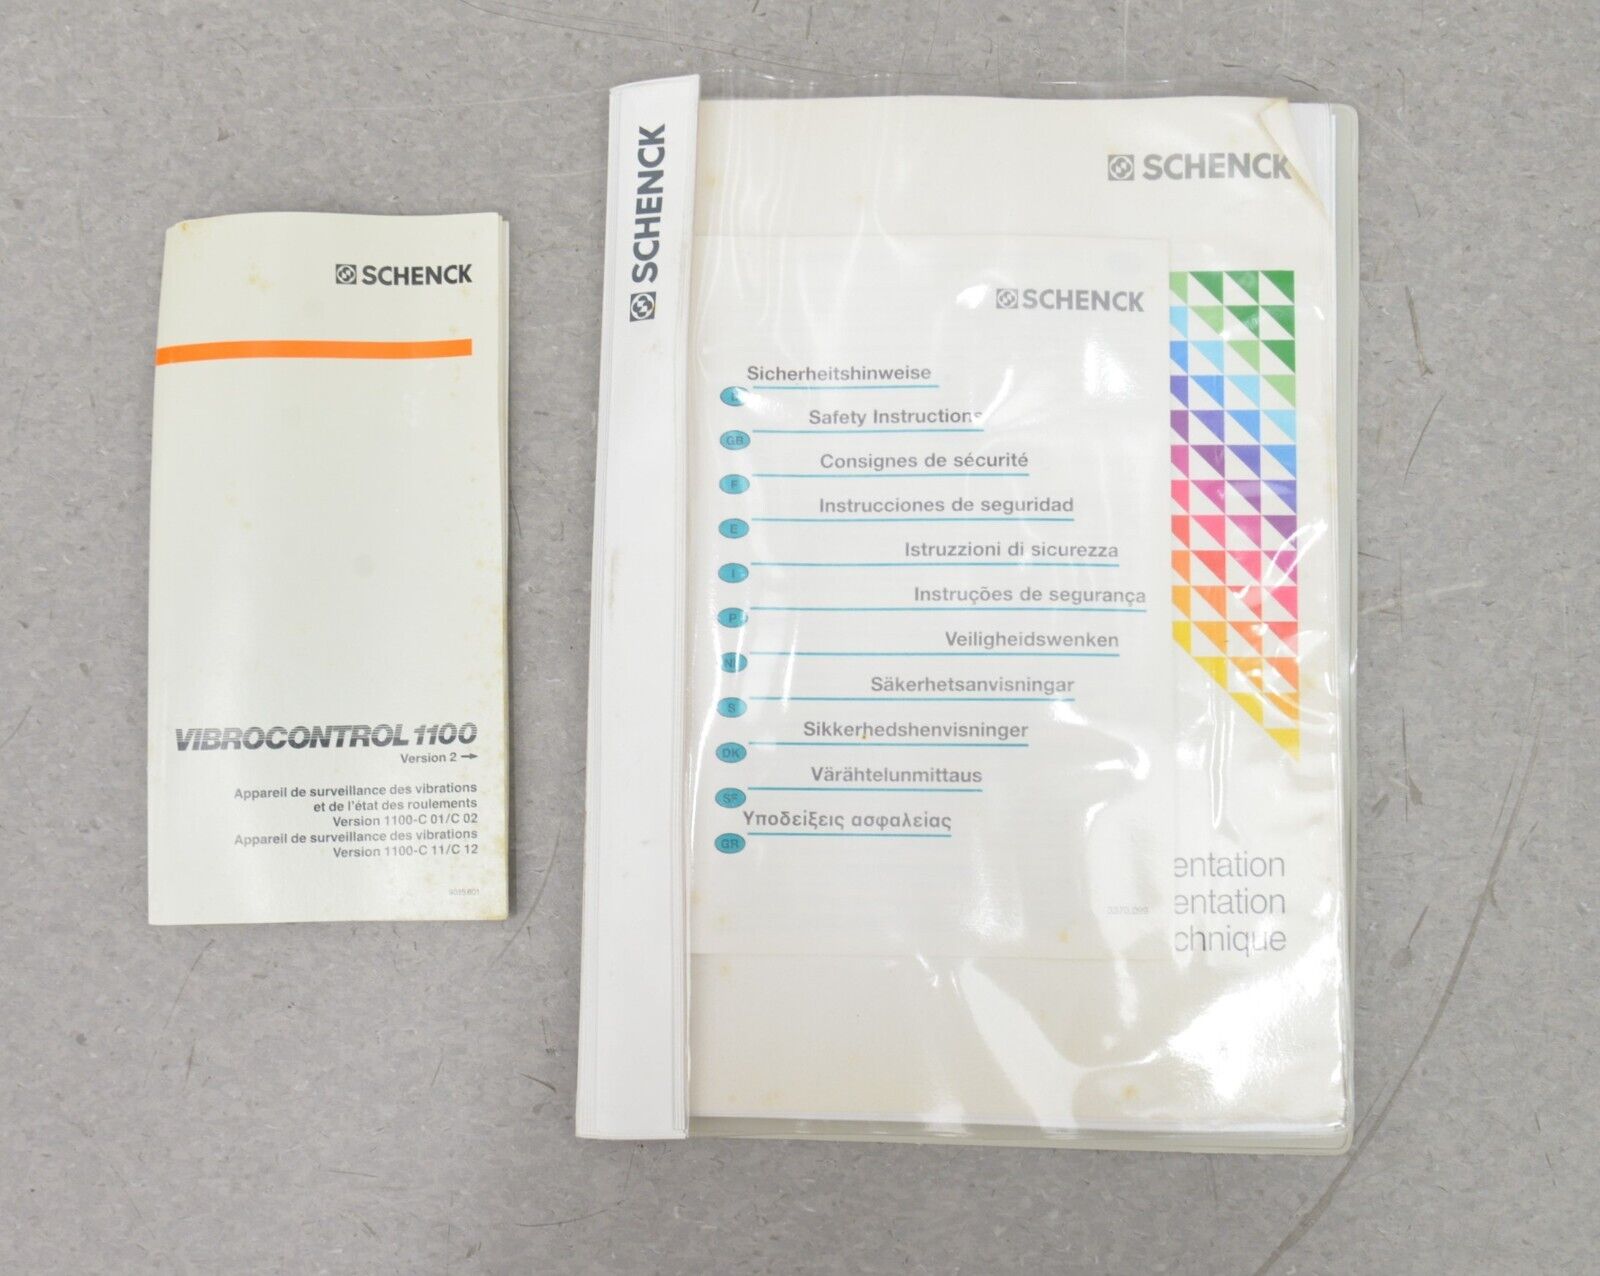 SCHENCK
VIBROCONTROL 1100
Version 2 →
Appareil de surveillance des vibrations
et de l'état des roulements
Version 1100-C 01/C 02
Appareil de surveillance des vibrations
Version 1100-C 11/C 12
SCHENCK
SCHENCK
SCHENCK
Sicherheitshinweise
Safety Instructions
GB
Consignes de sécurité
F
Instrucciones de seguridad
E
Istruzzioni di sicurezza
I
Instruções de segurança
P
Veiligheidswenken
NL
Säkerhetsanvisningar
S
Sikkerhedshenvisninger
DK
Värähtelunmittaus
SF
Υποδείξεις ασφαλείας
GR
entation
entation
chnique